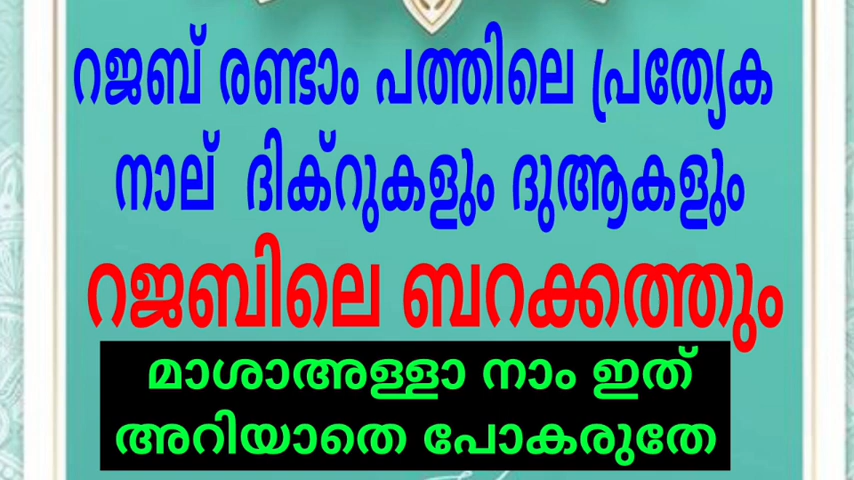 റജബ് രണ്ടാം പത്തിലെ പ്രത്യേക
നാല് ദിക്റുകളും ദുആകളും
റജബിലെ ബറക്കത്തും
മാശാഅള്ളാ നാം ഇത്
അറിയാതെ പോകരുതേ